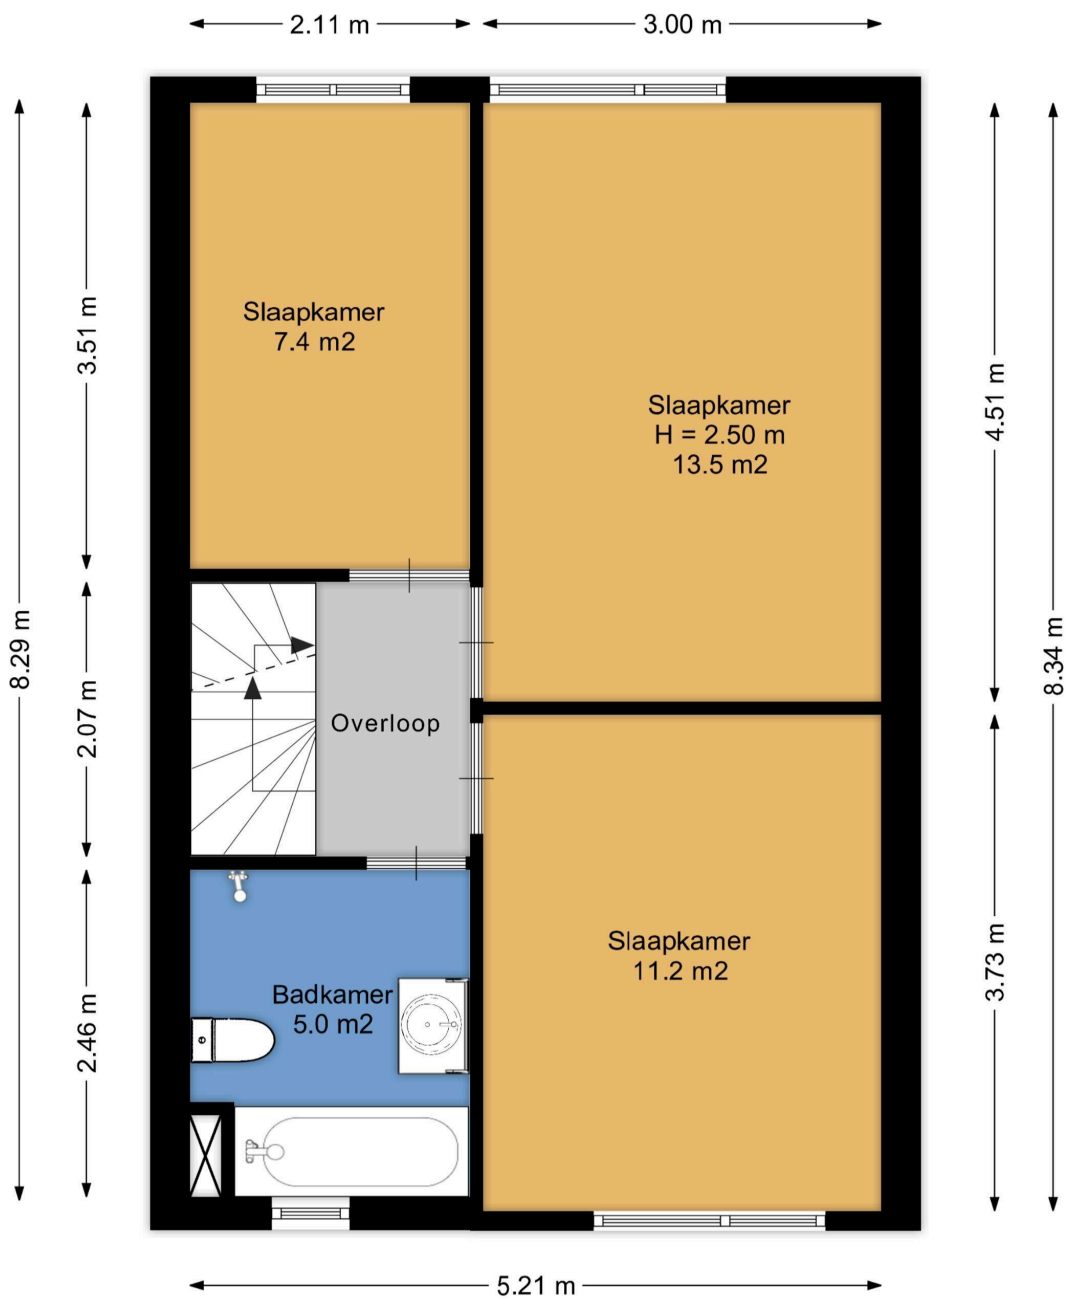 2.11 m
3.00 m
3.51 m
Slaapkamer
7.4 m2
Slaapkamer
H = 2.50 m
13.5 m2
4.51 m
8.29 m
8.34 m
2.07 m
Overloop
Slaapkamer
11.2 m2
3.73 m
Badkamer
5.0 m2
2.46 m
5.21 m